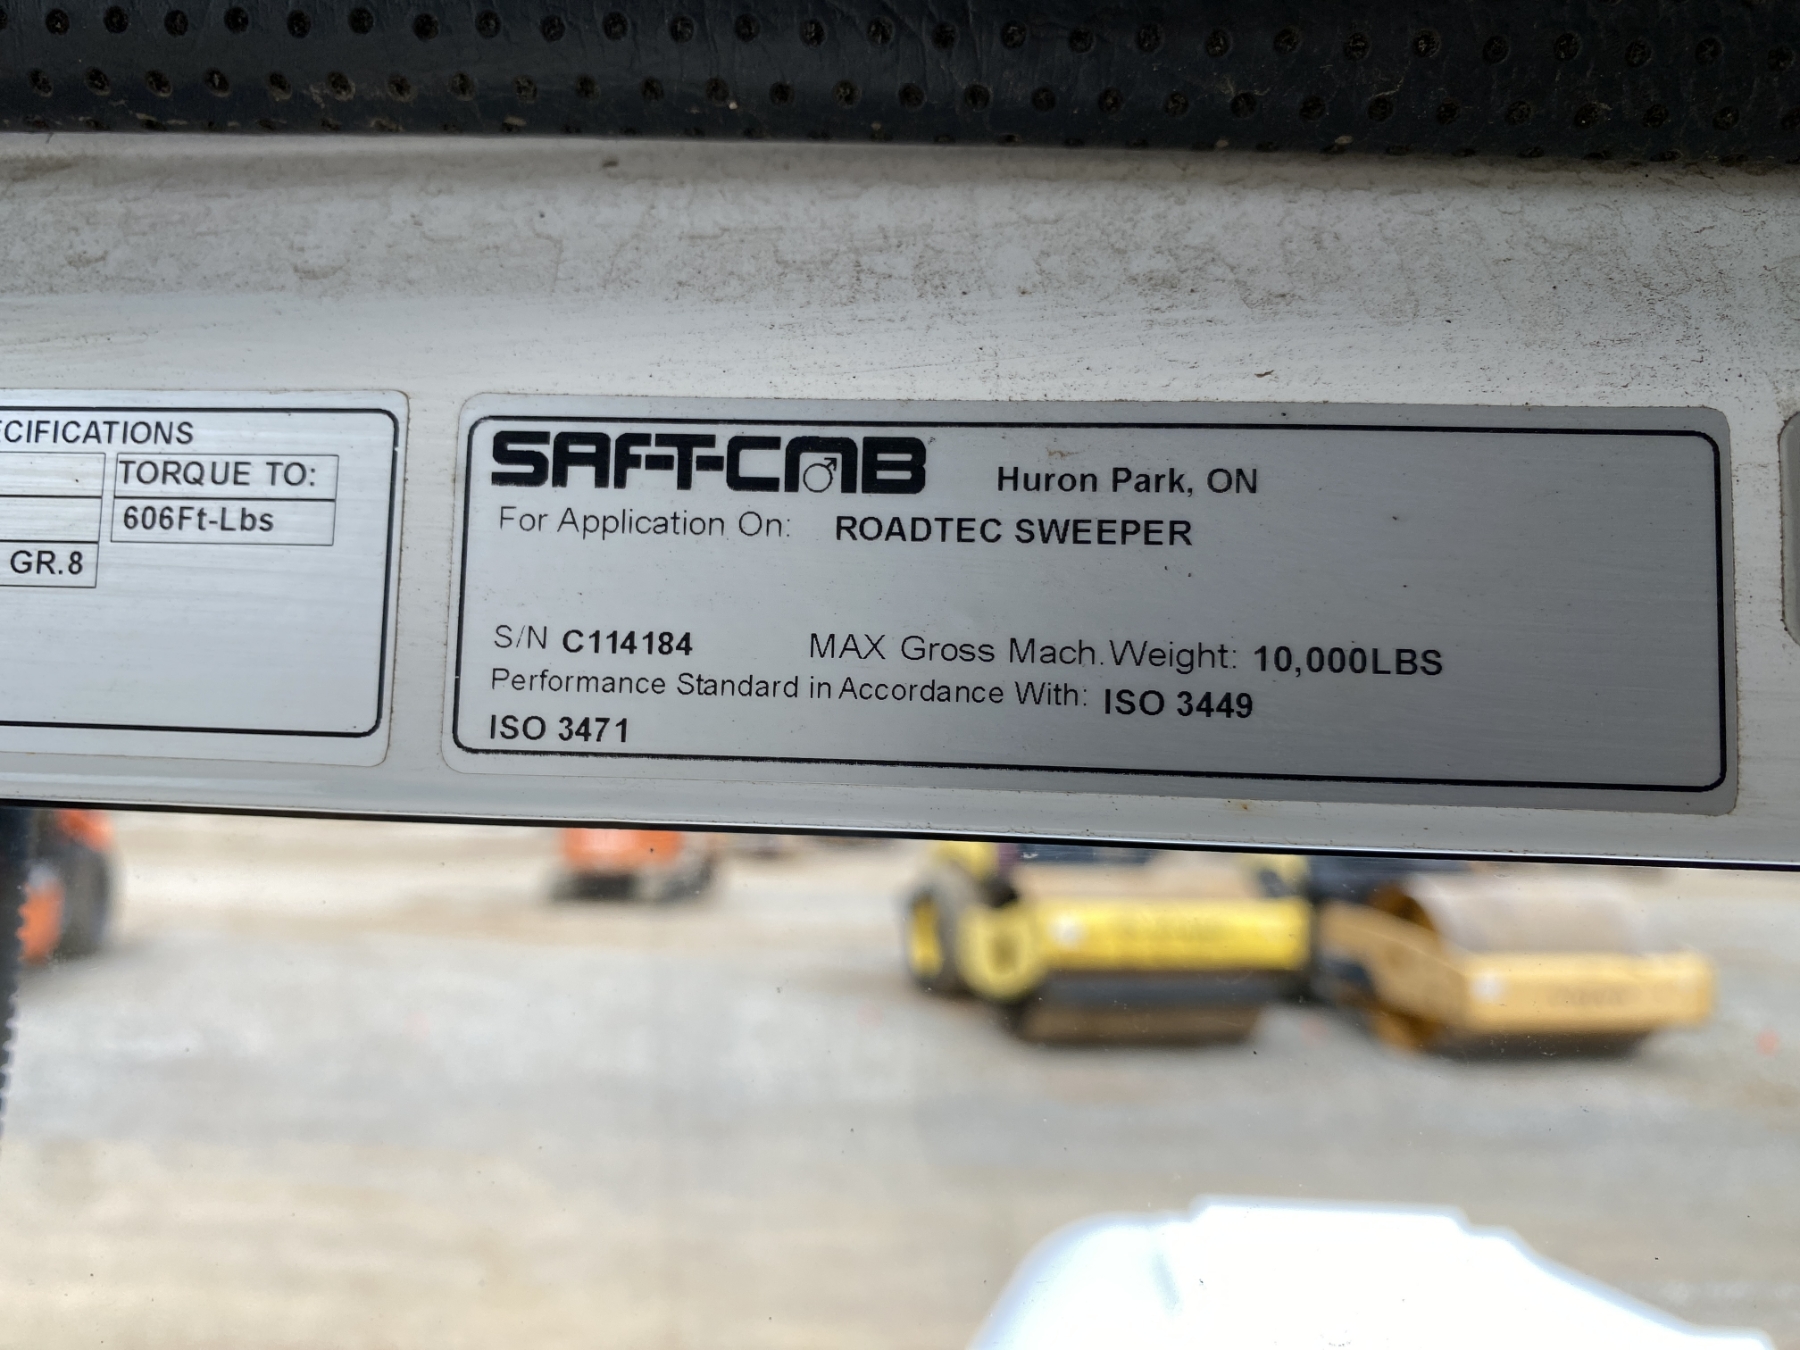 CIFICATIONS
TORQUE TO:
606Ft-Lbs
GR.8
SAF-T-CAB Huron Park, ON
For Application On: ROADTEC SWEEPER
S/N C114184 MAX Gross Mach. Weight: 10,000LBS
Performance Standard in Accordance With: ISO 3449
ISO 3471